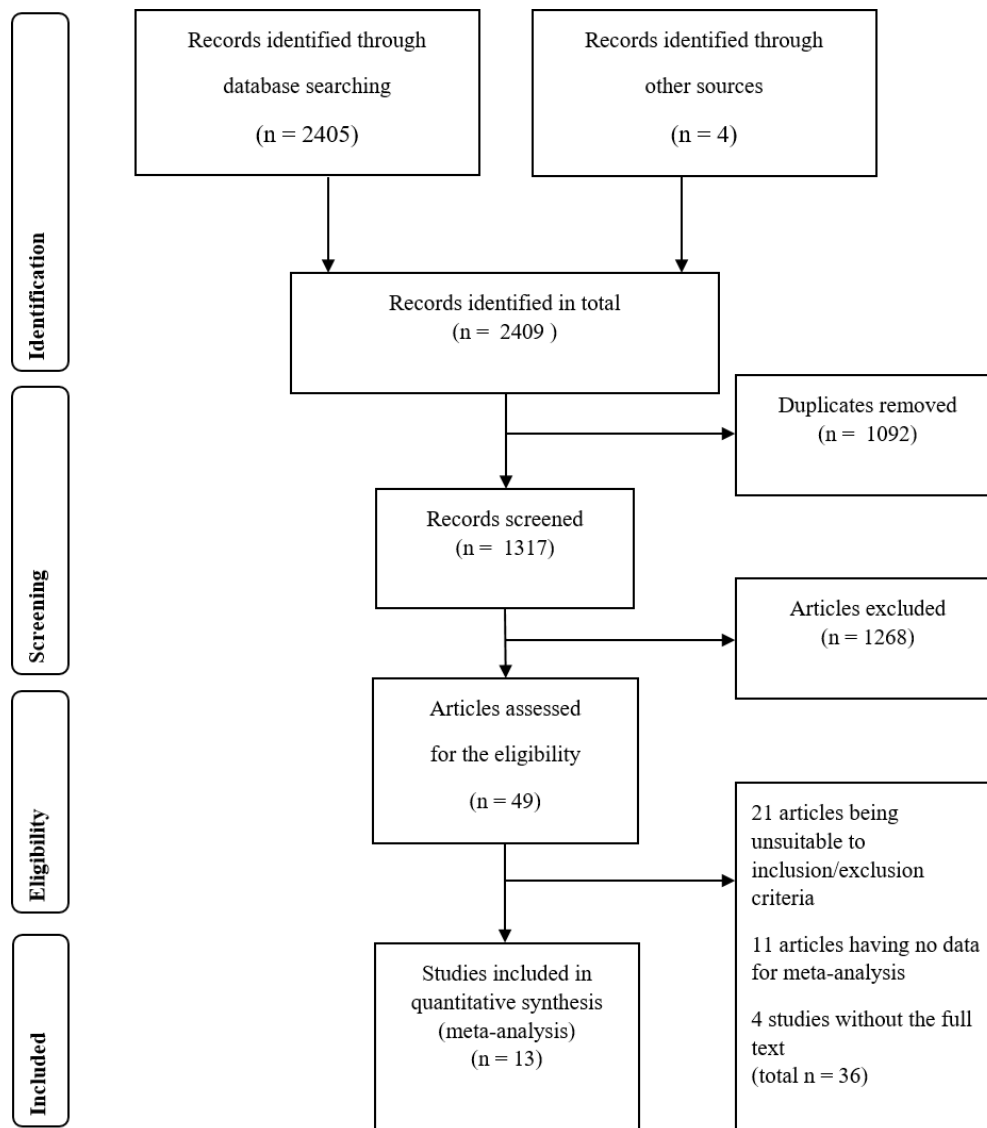 Records identified through
database searching
(n = 2405)
Records identified through
other sources
(n = 4)
Identification
Records identified in total
(n = 2409 )
Duplicates removed
(n = 1092)
Screening
Records screened
(n = 1317)
Articles excluded
(n = 1268)
Eligibility
Articles assessed
for the eligibility
(n = 49)
21 articles being
unsuitable to
inclusion/exclusion
criteria
11 articles having no data
for meta-analysis
4 studies without the full
text
(total n = 36)
Included
Studies included in
quantitative synthesis
(meta-analysis)
(n = 13)